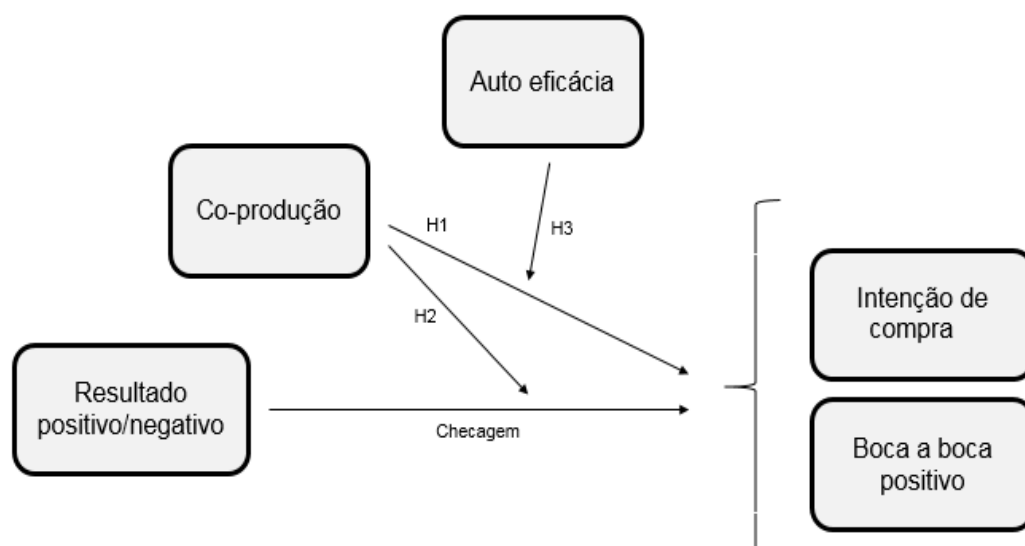 Auto eficácia
Co-produção
H1
H3
H2
Intenção de
compra
Resultado
positivo/negativo
Checagem
Boca a boca
positivo